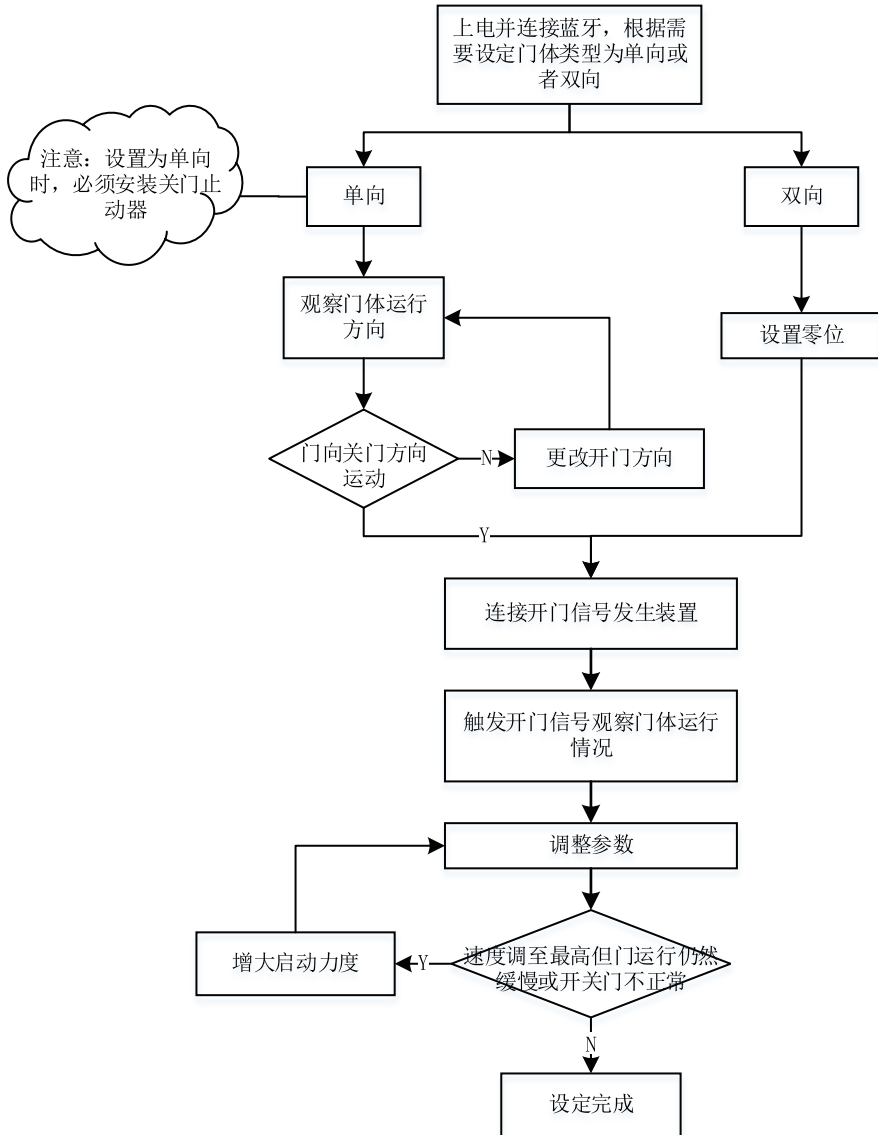 上电并连接蓝牙，根据需
要设定门体类型为单向或
者双向
注意：设置为单向
时，必须安装关门止
动器
单向
双向
观察门体运行
方向
设置零位
门向关门方向
运动
N
更改开门方向
Y
连接开门信号发生装置
触发开门信号观察门体运行
情况
调整参数
速度调至最高但门运行仍然
缓慢或开关门不正常
Y
增大启动力度
N
设定完成